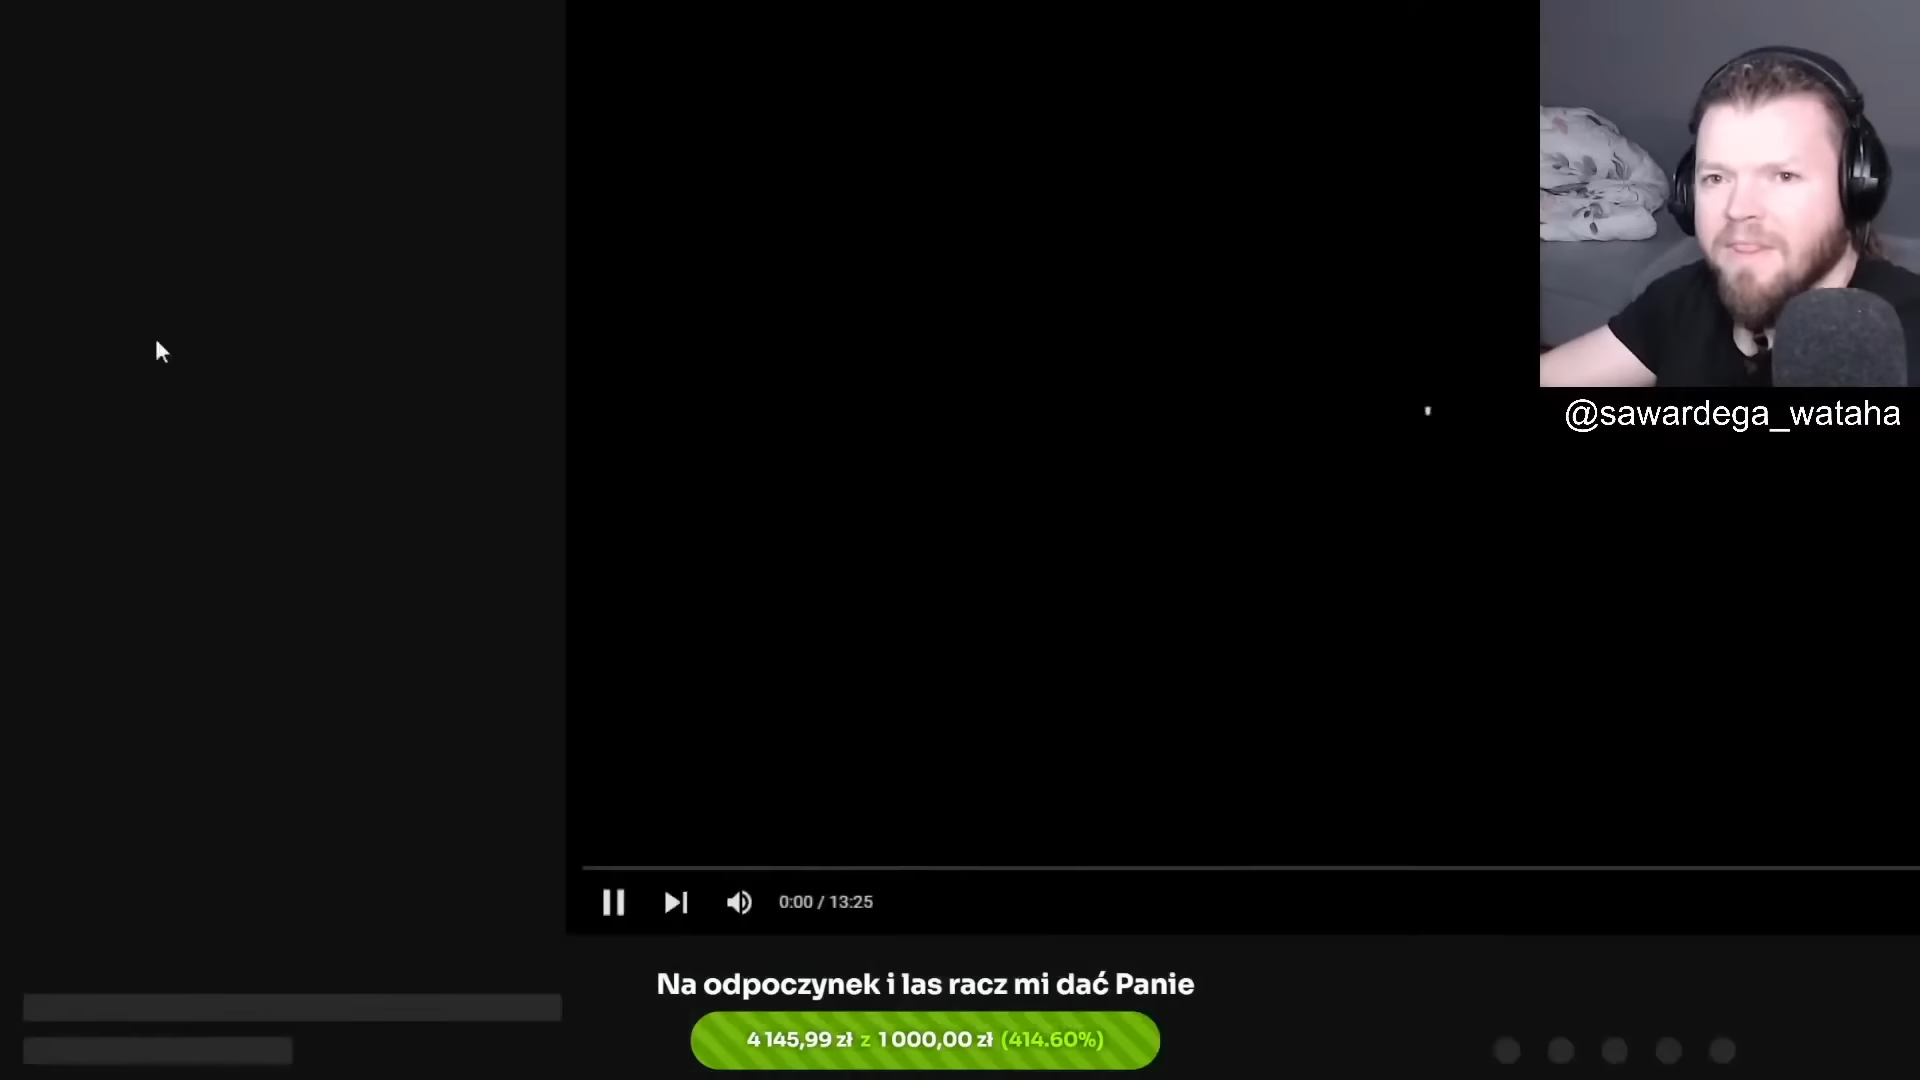 @sawardega_wataha
0:00 / 13:25
Na odpoczynek i las racz mi dać Panie
4 145,99 zł z 1 000,00 zł (414.60%)